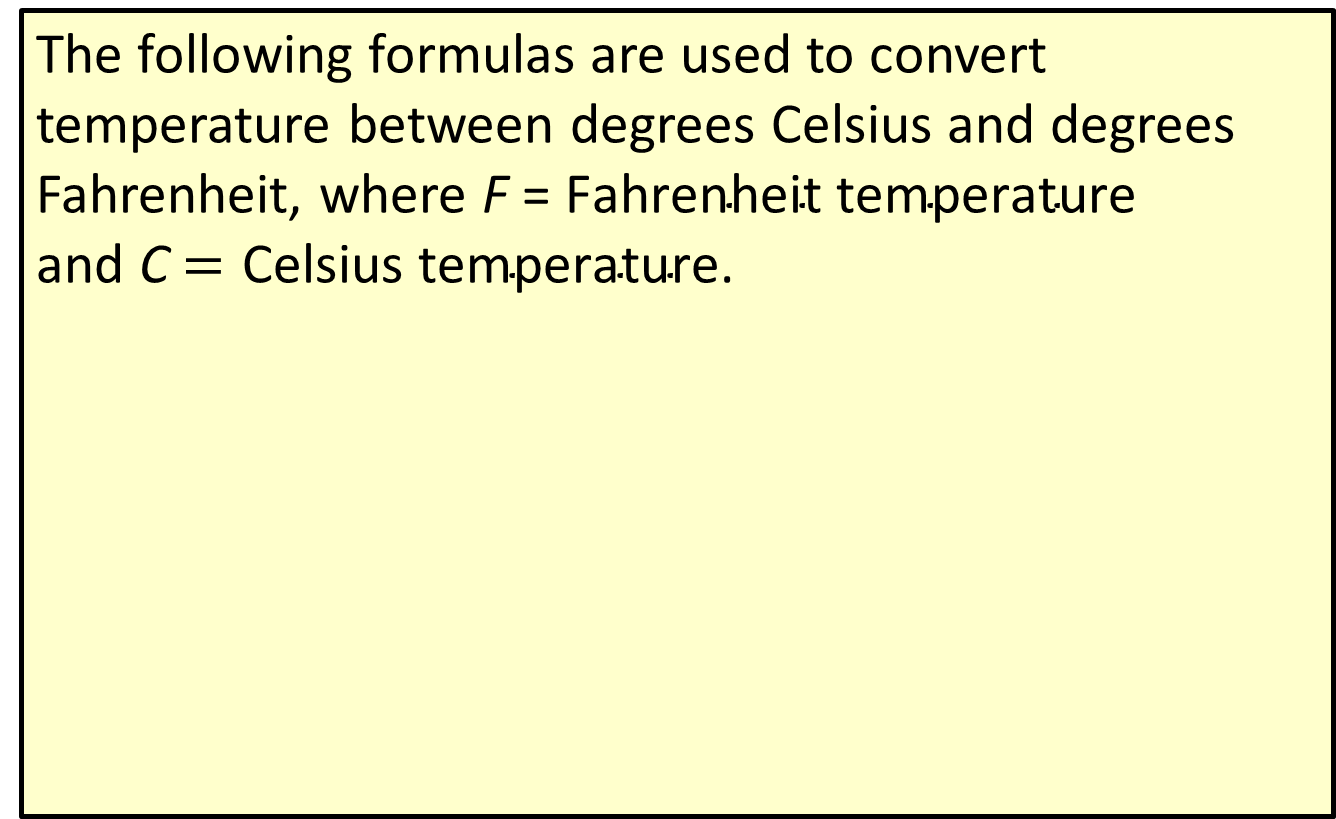 The following formulas are used to convert
temperature between degrees Celsius and degrees
Fahrenheit, where F = Fahrenheit temperature
and C = Celsius temperature.